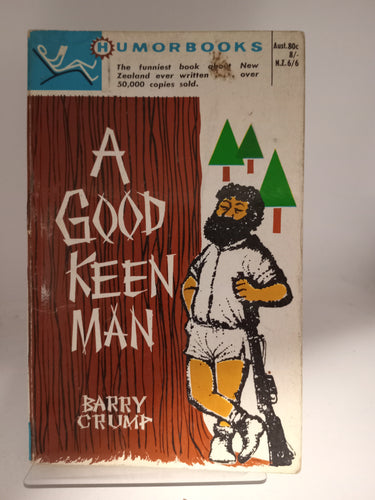 HUMORBOOKS
The funniest book about New
Zealand ever written over
50,000 copies sold.
Aust. 80c
8/-
N.Z. 6/6
A
GOOD
KEEN
MAN
BARRY
CRUMP